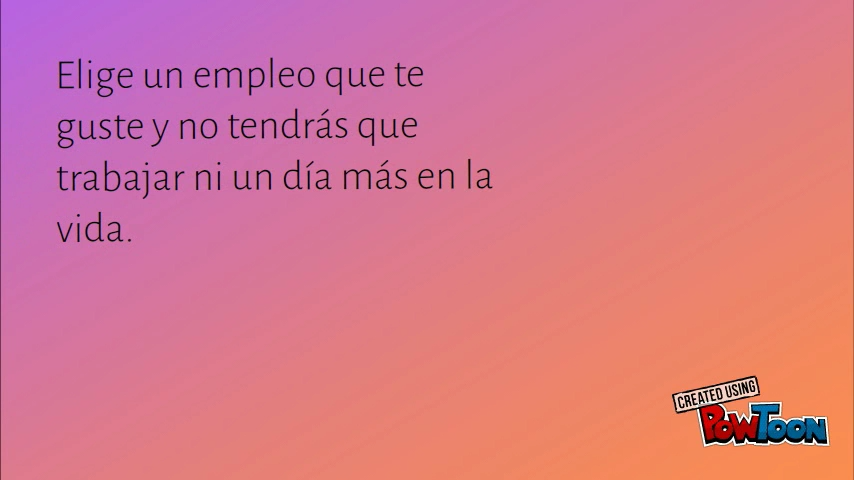 Elige un empleo que te
guste y no tendrás que
trabajar ni un día más en la
vida.
CREATED USING
POWTOON